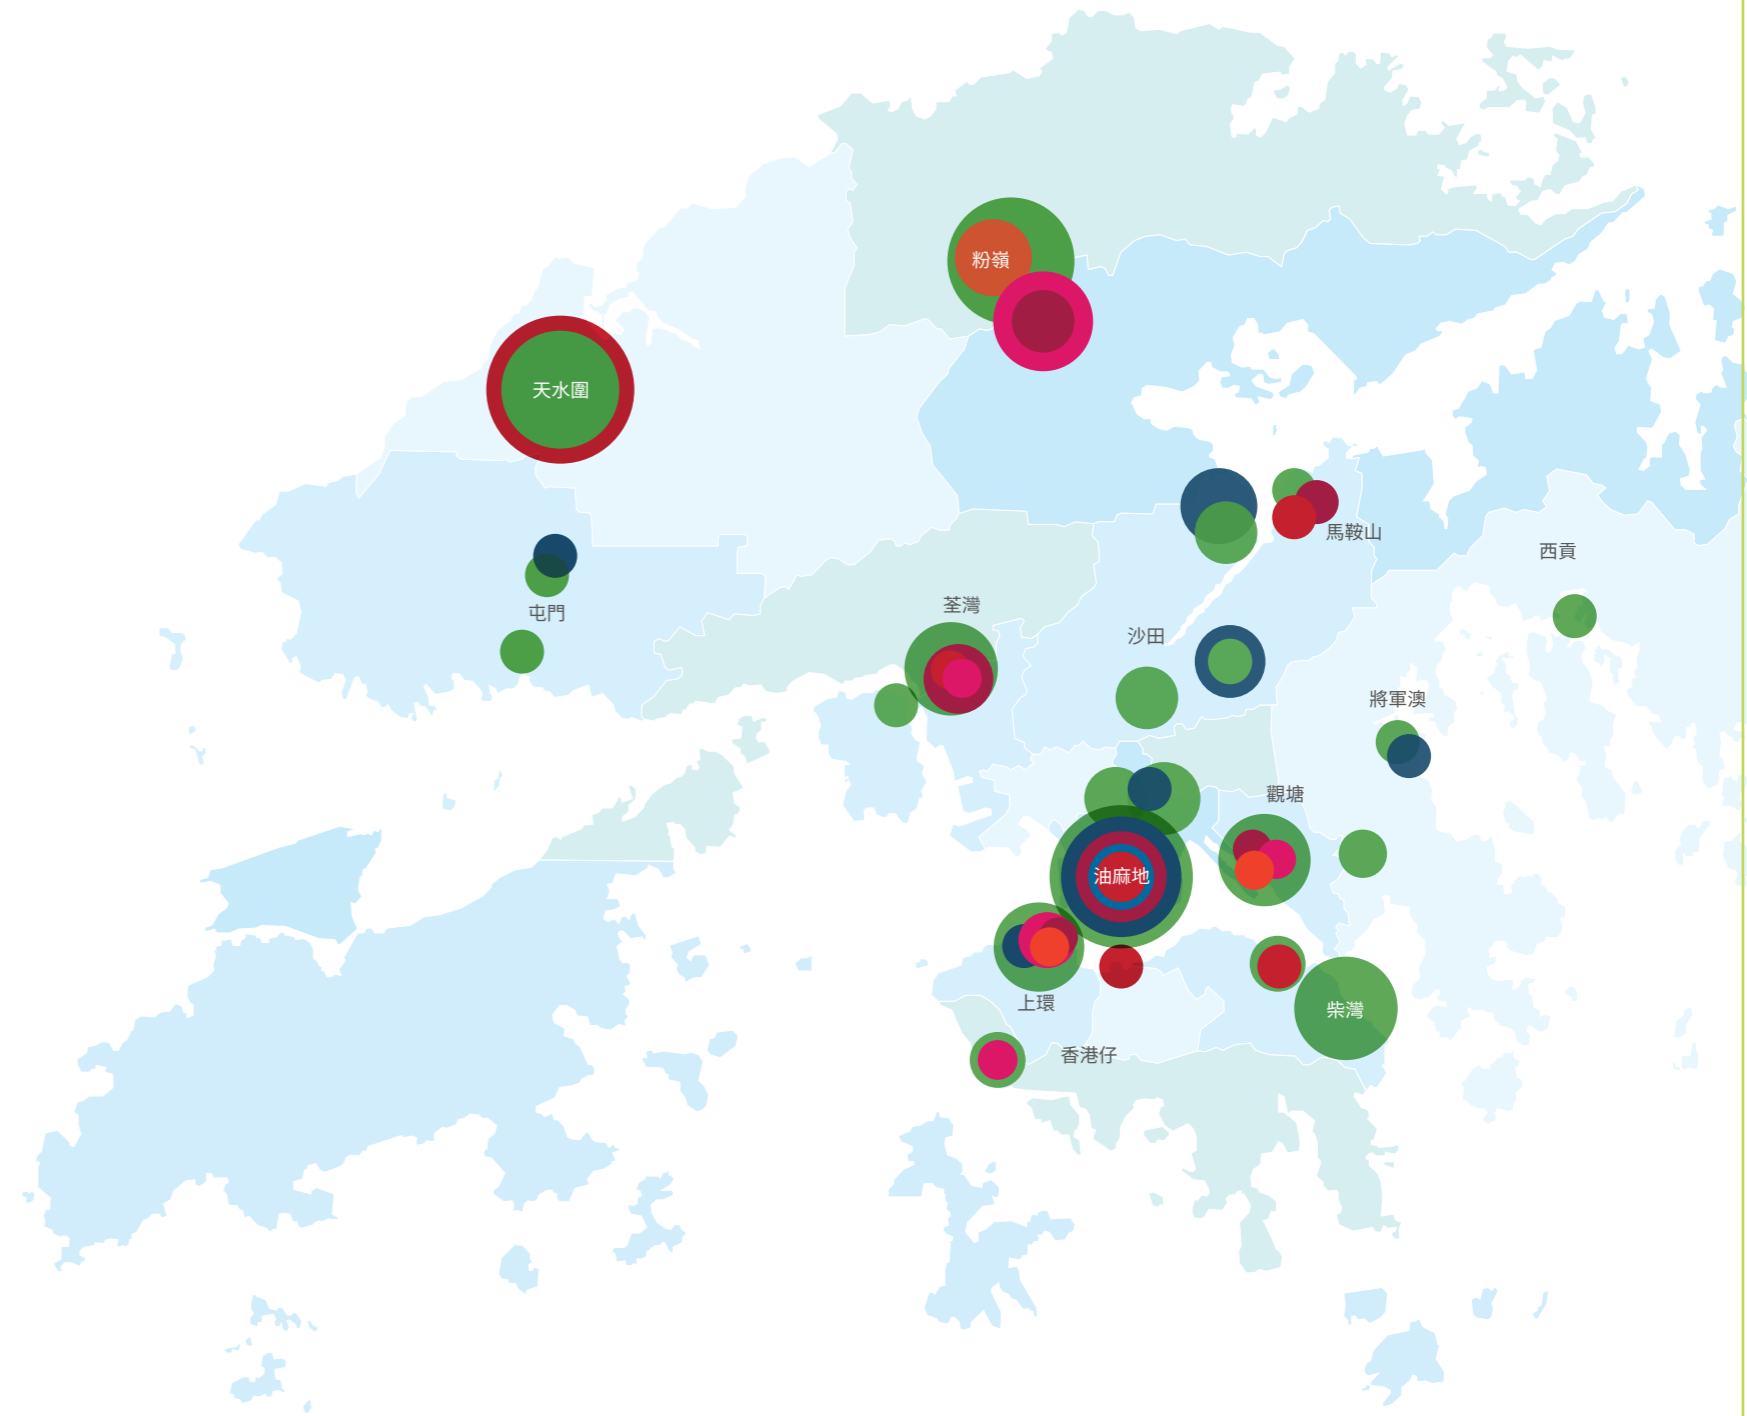 粉嶺
天水圍
馬鞍山
西貢
荃灣
屯門
沙田
將軍澳
觀塘
油麻地
上環
柴灣
香港仔